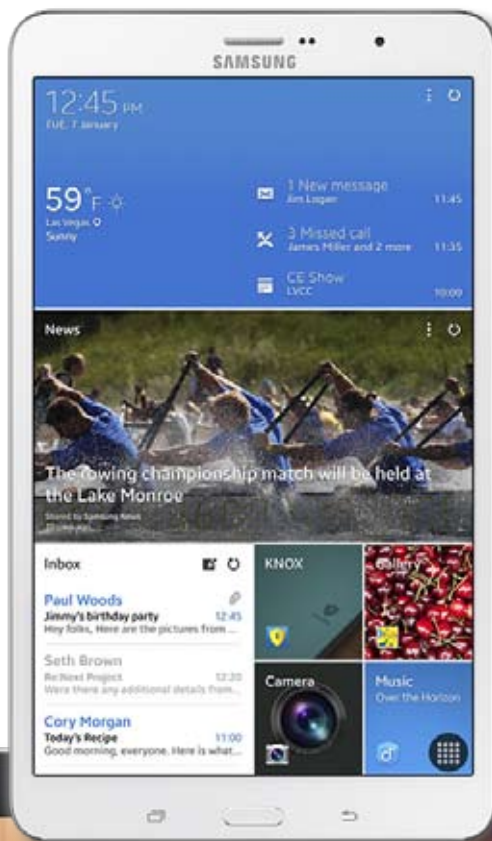 SAMSUNG
12:45 PM
TUE, 7 January
59°F
Las Vegas
Sunny
1 New message
Jim Logan 11:45
3 Missed call
James Miller and 2 more 11:35
CE Show
LVCC 10:00
News
The rowing championship match will be held at
the Lake Monroe
Shared to Samsung News
Inbox
Paul Woods
Jimmy's birthday party 12:45
Hey folks, Here are the pictures from ...
Seth Brown
Re:Next Project 12:20
Were there any additional details from...
Cory Morgan
Today's Recipe 11:00
Good morning, everyone. Here is what...
KNOX
Gallery
Camera
Music
Over the Horizon